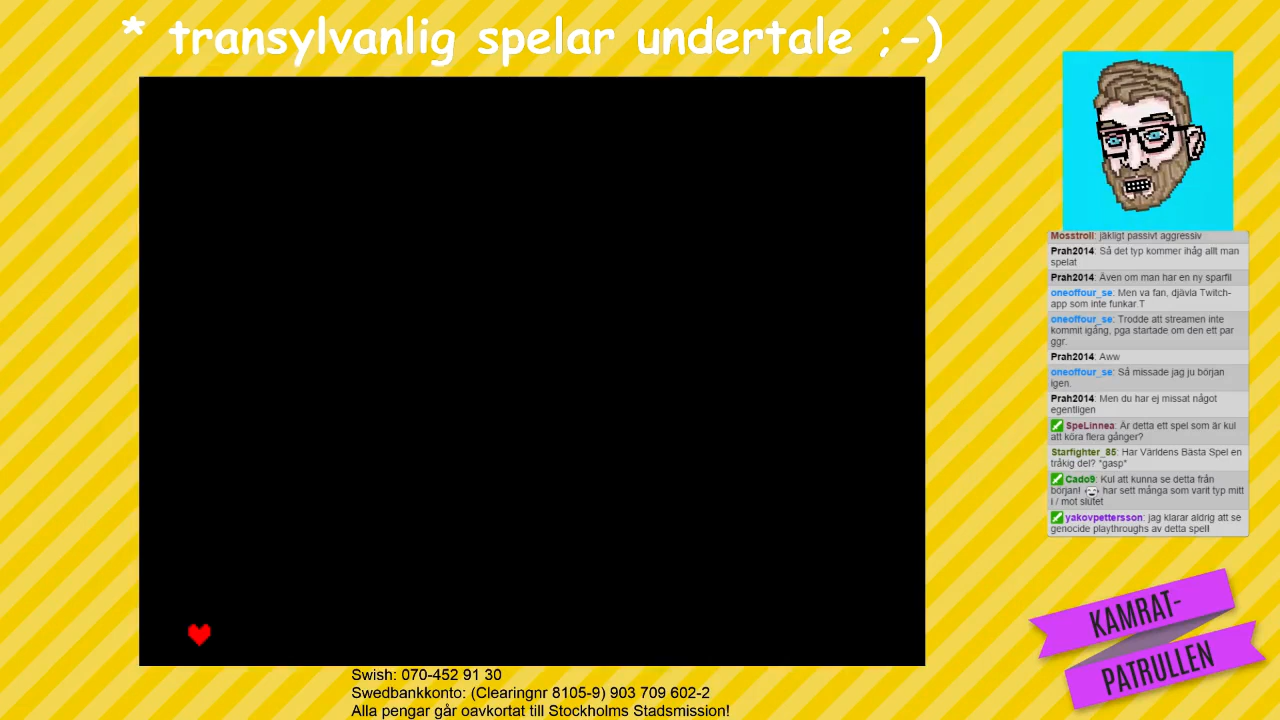 * transylvanlig spelar undertale ;-)
Mosstroll: jäkligt passivt aggressiv
Prah2014: Så det typ kommer ihåg allt man
spelat
Prah2014: Även om man har en ny sparfil
oneoffour_se: Men va fan, djävla Twitch-
app som inte funkar.T
oneoffour_se: Trodde att streamen inte
kommit igång, pga startade om den ett par
ggr.
Prah2014: Aww
oneoffour_se: Så missade jag ju början
igen.
Prah2014: Men du har ej missat något
egentligen
SpeLinnea: Är detta ett spel som är kul
att köra flera gånger?
Starfighter_85: Har Världens Bästa Spel en
tråkig del? *gasp*
Cado9: Kul att kunna se detta från
början! har sett många som varit typ mitt
i / mot slutet
yakovpettersson: jag klarar aldrig att se
genocide playthroughs av detta spel!
KAMRAT-
PATRULLEN
Swish: 070-452 91 30
Swedbankkonto: (Clearingnr 8105-9) 903 709 602-2
Alla pengar går oavkortat till Stockholms Stadsmission!